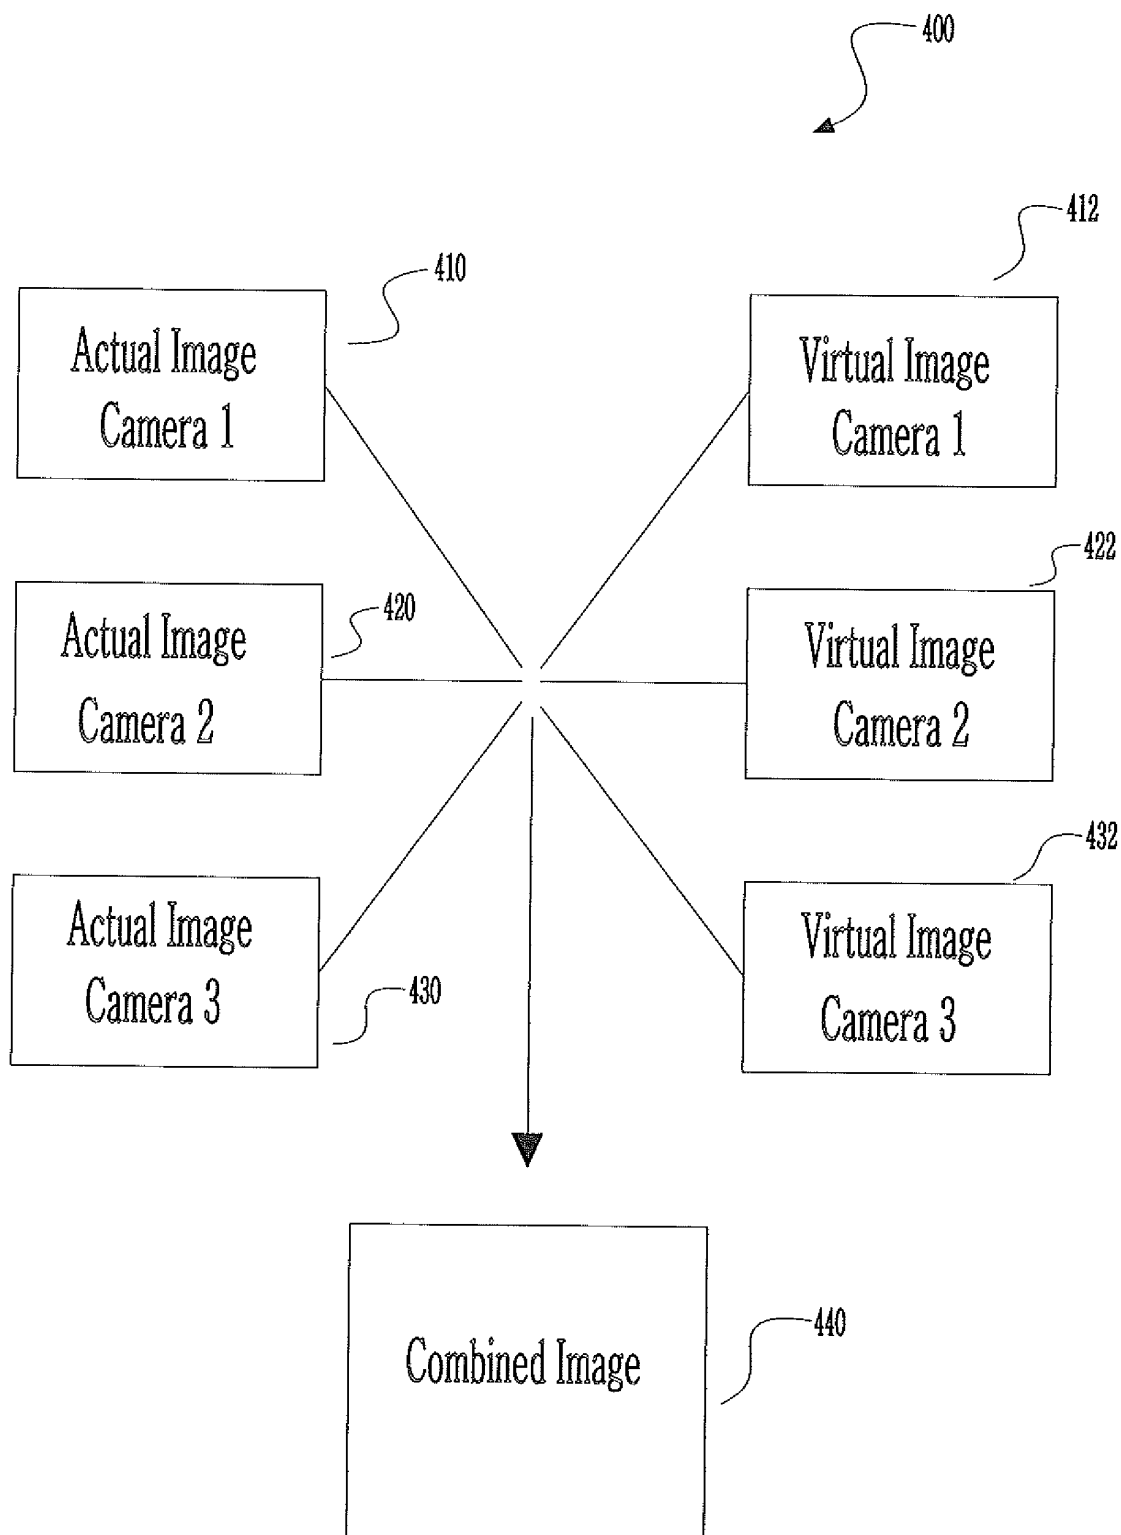 400
412
410
Actual Image
Camera 1
Virtual Image
Camera 1
422
420
Actual Image
Camera 2
Virtual Image
Camera 2
432
Actual Image
Camera 3
430
Virtual Image
Camera 3
440
Combined Image